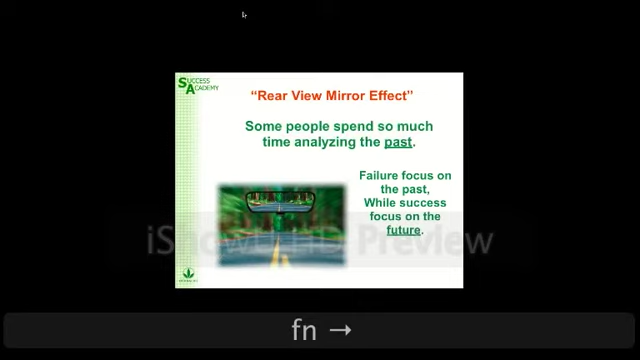 SUCCESS
ACADEMY
“Rear View Mirror Effect”
Some people spend so much
time analyzing the past.
Failure focus on
the past,
While success
focus on the
future.
iShowU HD Preview
fn →